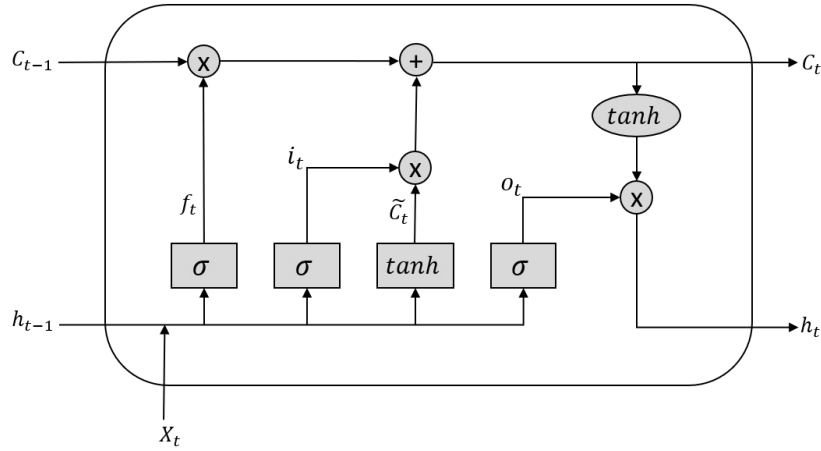 C_{t-1} x + C_t
tanh
i_t x
f_t C̃_t o_t x
σ σ tanh σ
h_{t-1} h_t
X_t